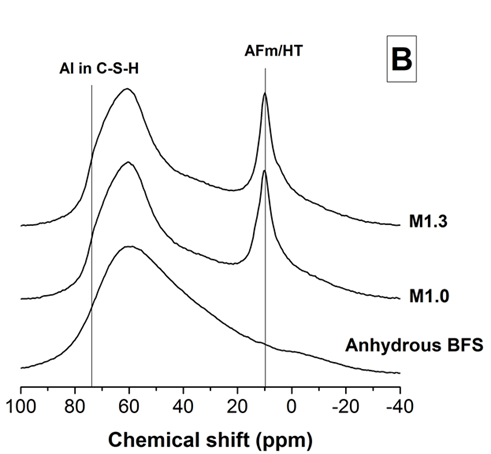 AFm/HT
B
Al in C-S-H
M1.3
M1.0
Anhydrous BFS
100 80 60 40 20 0 -20 -40
Chemical shift (ppm)